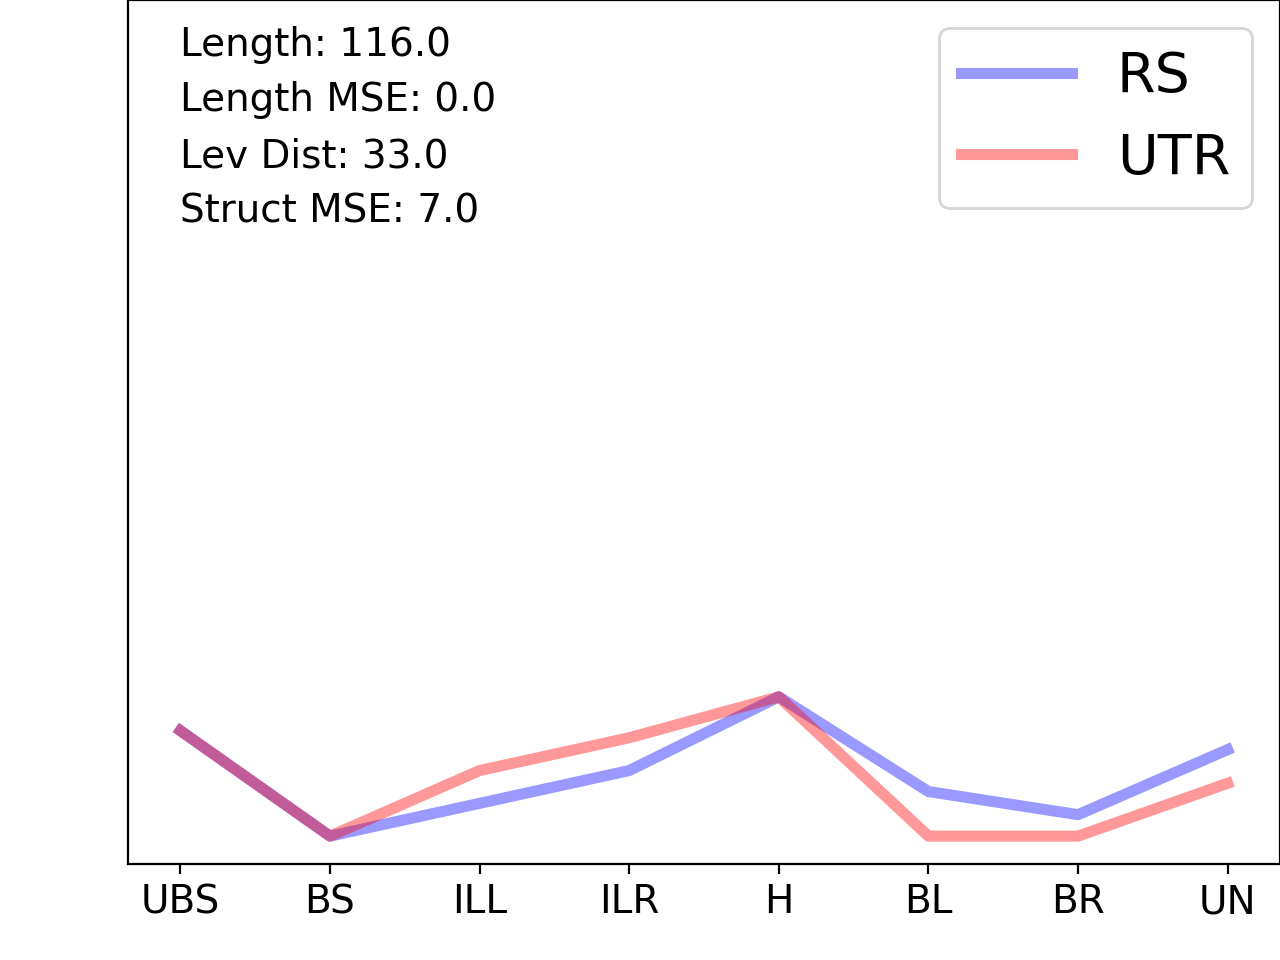 Length: 116.0
Length MSE: 0.0
Lev Dist: 33.0
Struct MSE: 7.0
RS
UTR
UBS BS ILL ILR H BL BR UN